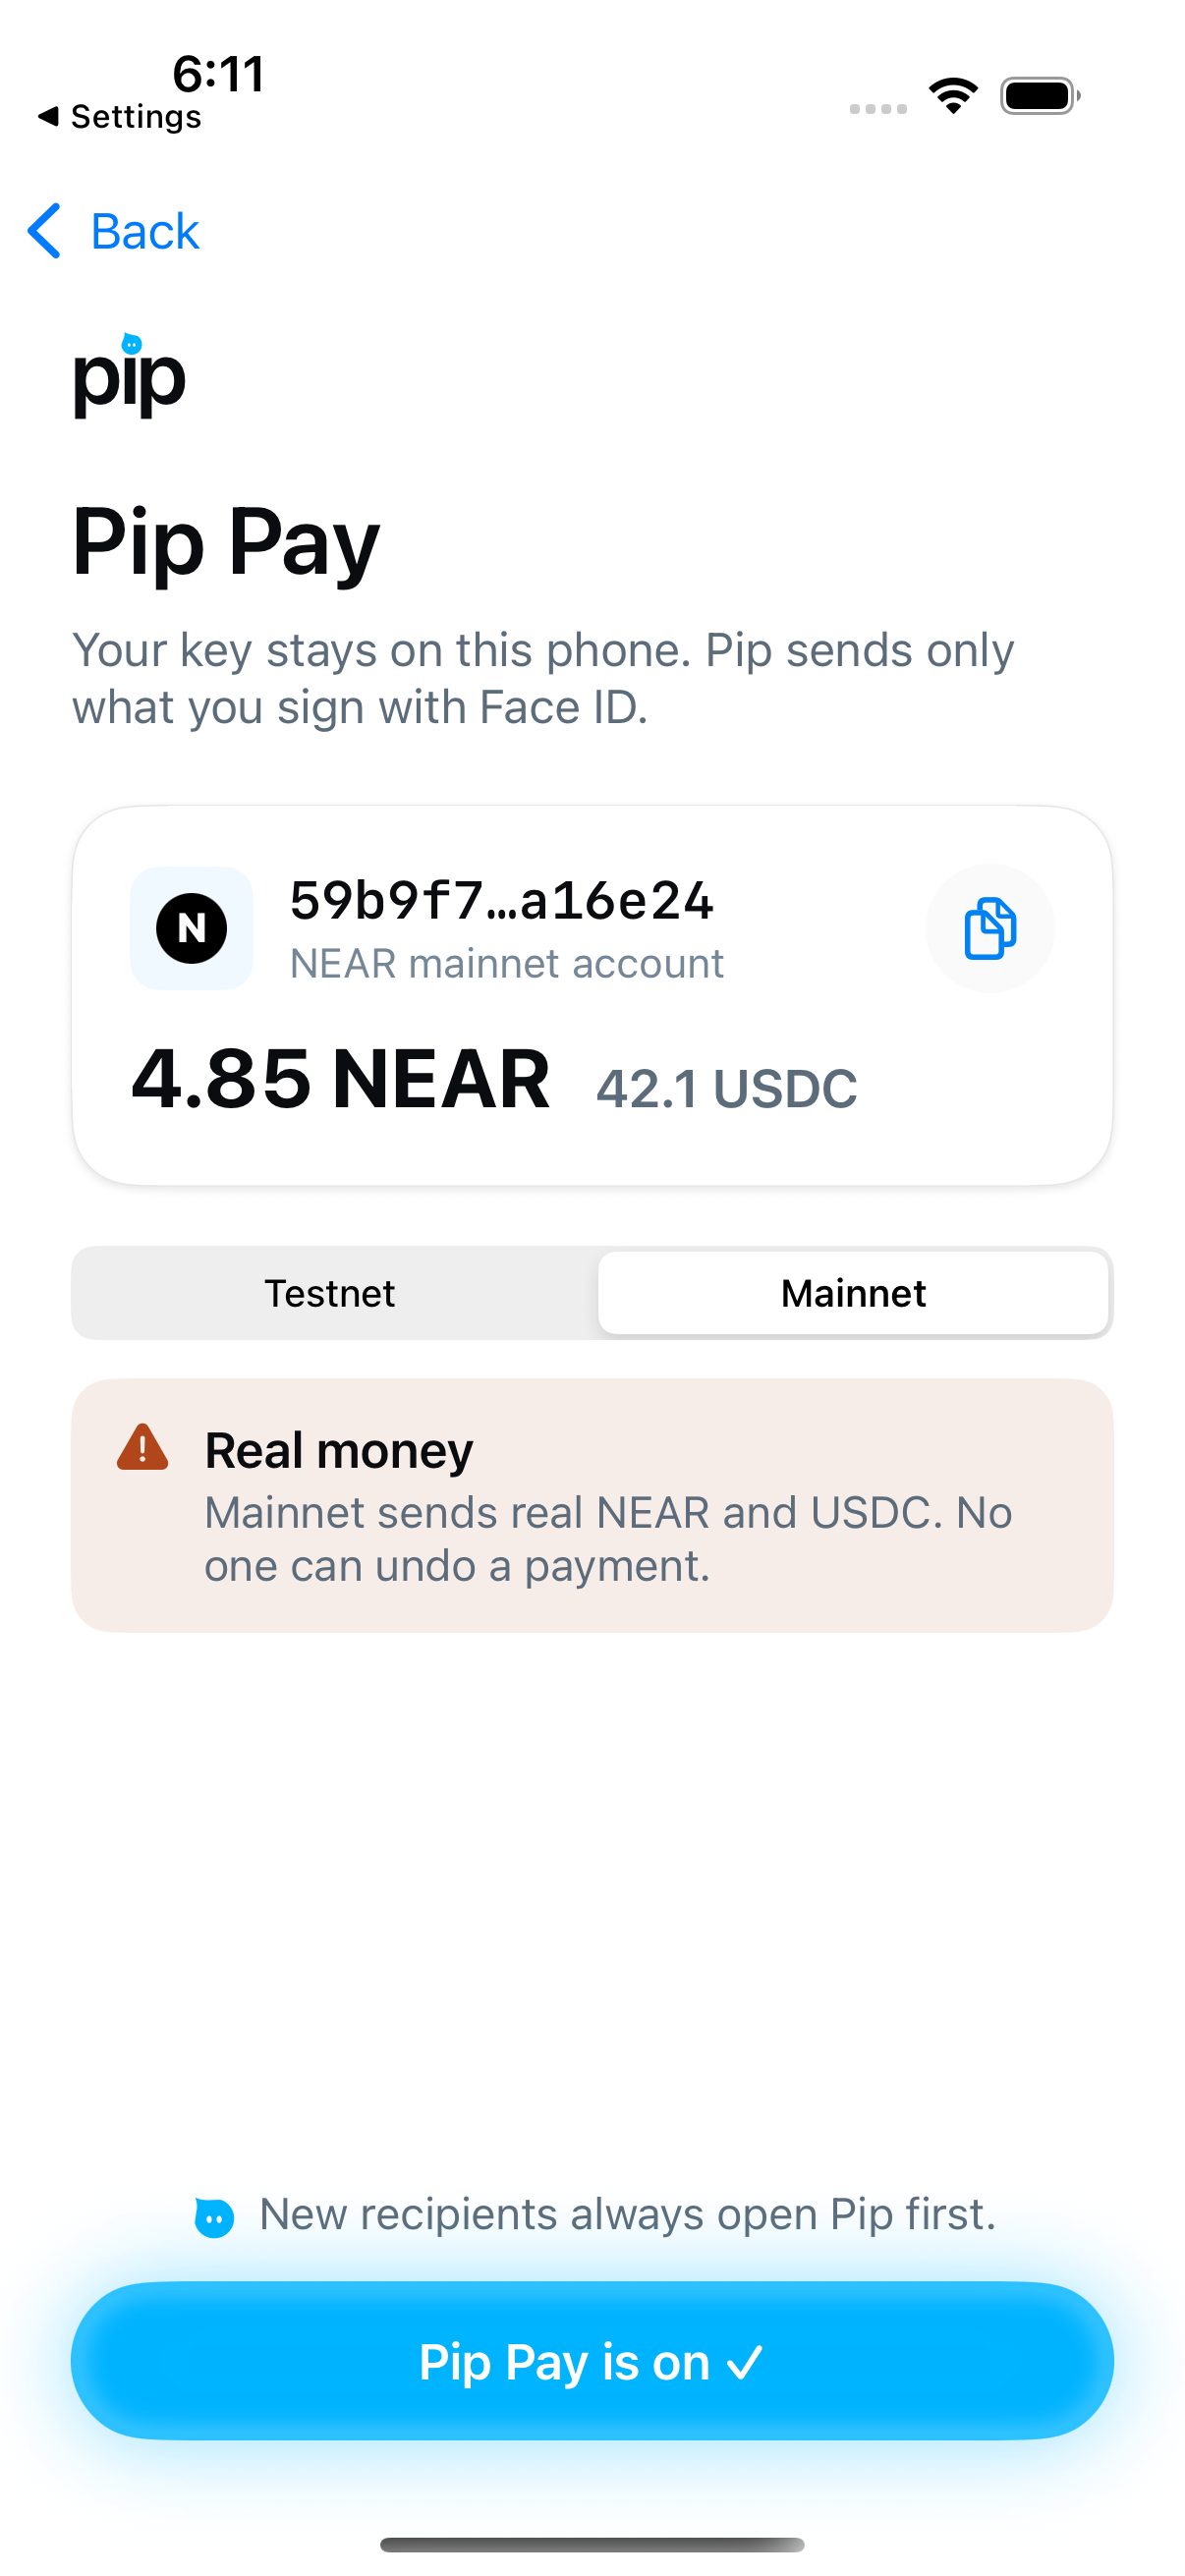 6:11
◀ Settings
Back
pip
Pip Pay
Your key stays on this phone. Pip sends only
what you sign with Face ID.
N
59b9f7…a16e24
NEAR mainnet account
4.85 NEAR 42.1 USDC
Testnet Mainnet
Real money
Mainnet sends real NEAR and USDC. No
one can undo a payment.
New recipients always open Pip first.
Pip Pay is on ✓